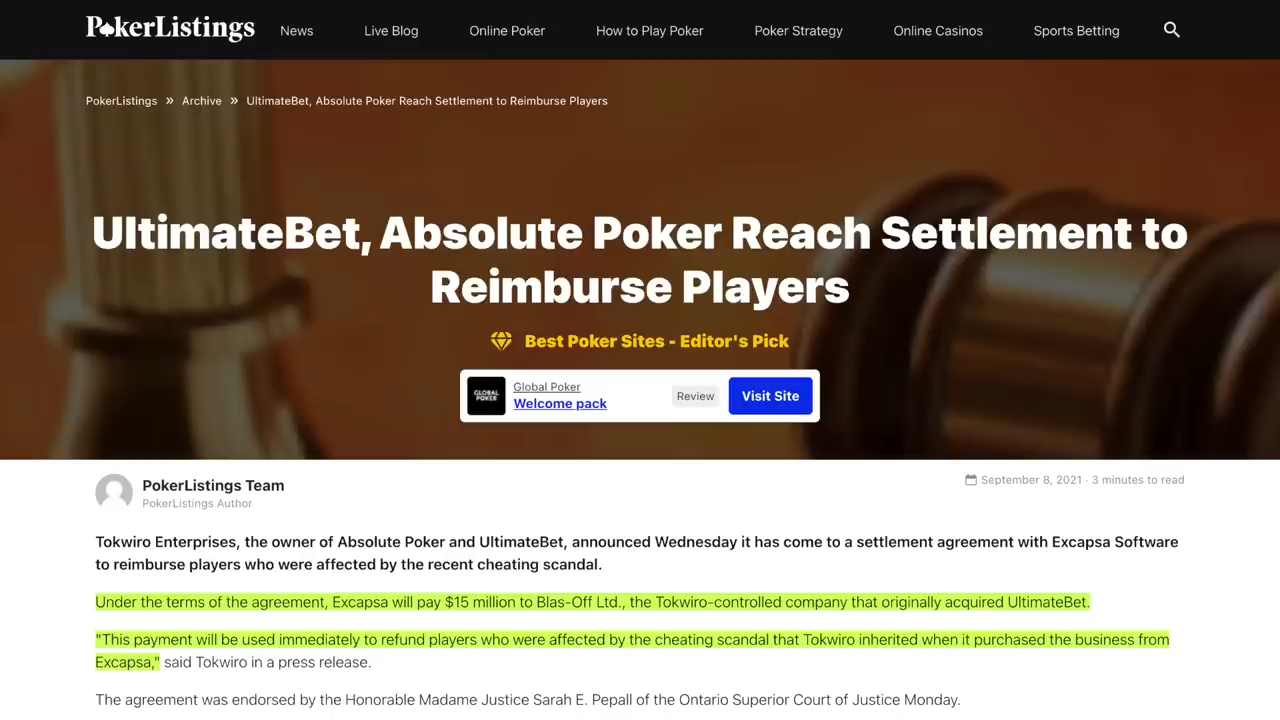 PokerListings
News
Live Blog
Online Poker
How to Play Poker
Poker Strategy
Online Casinos
Sports Betting
PokerListings » Archive » UltimateBet, Absolute Poker Reach Settlement to Reimburse Players
UltimateBet, Absolute Poker Reach Settlement to
Reimburse Players
Best Poker Sites - Editor's Pick
GLOBAL
POKER
Global Poker
Welcome pack
Review
Visit Site
PokerListings Team
PokerListings Author
September 8, 2021 · 3 minutes to read
Tokwiro Enterprises, the owner of Absolute Poker and UltimateBet, announced Wednesday it has come to a settlement agreement with Excapsa Software
to reimburse players who were affected by the recent cheating scandal.
Under the terms of the agreement, Excapsa will pay $15 million to Blas-Off Ltd., the Tokwiro-controlled company that originally acquired UltimateBet.
"This payment will be used immediately to refund players who were affected by the cheating scandal that Tokwiro inherited when it purchased the business from
Excapsa," said Tokwiro in a press release.
The agreement was endorsed by the Honorable Madame Justice Sarah E. Pepall of the Ontario Superior Court of Justice Monday.